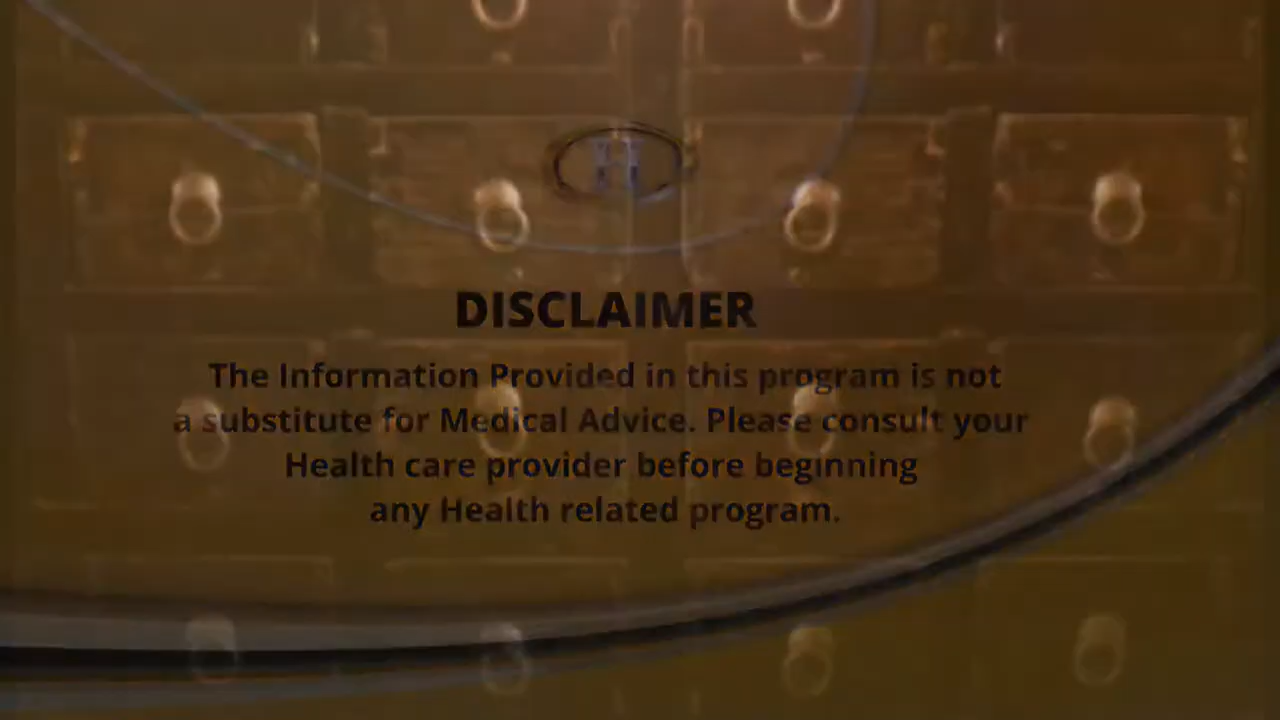 H
DISCLAIMER
The Information Provided in this program is not
a substitute for Medical Advice. Please consult your
Health care provider before beginning
any Health related program.